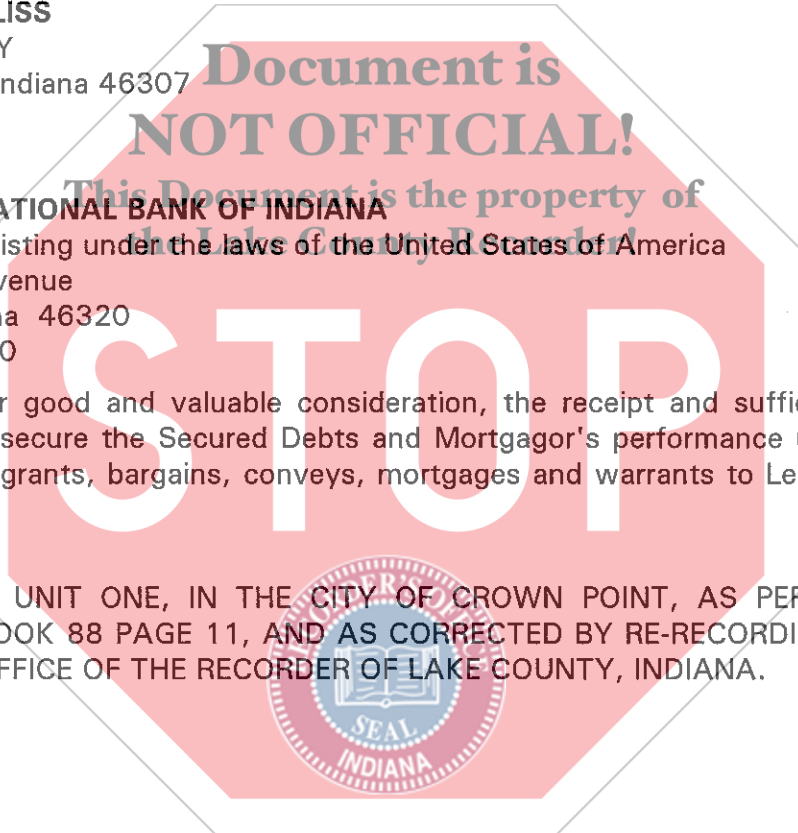 LISS
Y
ndiana 46307
Document is
NOT OFFICIAL!
This Document is the property of
ATIONAL BANK OF INDIANA
the Lake County Recorder!
isting under the laws of the United States of America
venue
na 46320
0
STOP
r good and valuable consideration, the receipt and suffi
secure the Secured Debts and Mortgagor's performance
grants, bargains, conveys, mortgages and warrants to Le
UNIT ONE, IN THE CITY OF CROWN POINT, AS PER
OOK 88 PAGE 11, AND AS CORRECTED BY RE-RECORDI
FFICE OF THE RECORDER OF LAKE COUNTY, INDIANA.
RECORDER'S OFFICE
SEAL
INDIANA